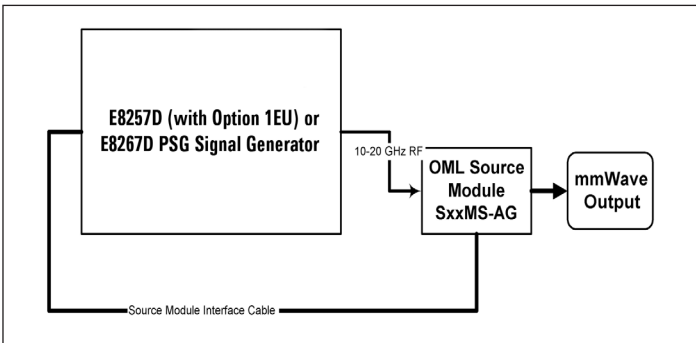 E8257D (with Option 1EU) or
E8267D PSG Signal Generator
10-20 GHz RF
OML Source
Module
SxxMS-AG
mmWave
Output
Source Module Interface Cable